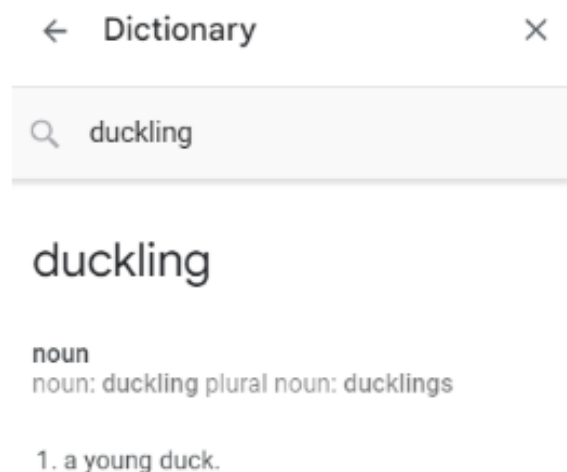 Dictionary
duckling
duckling
noun
noun: duckling plural noun: ducklings
1. a young duck.